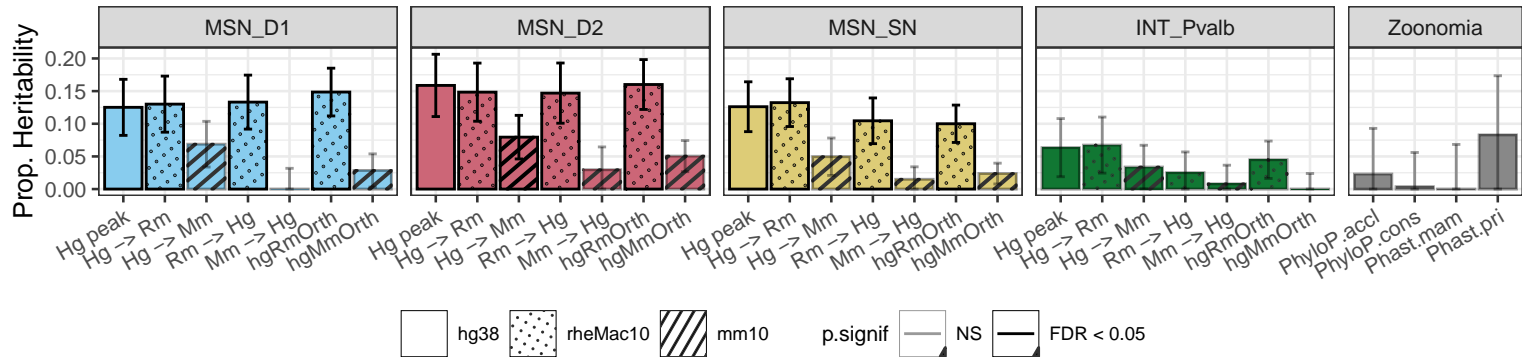 MSN_D1
MSN_D2
MSN_SN
INT_Pvalb
Zoonomia
Prop. Heritability
0.20
0.15
0.10
0.05
0.00
Hg peak
Hg -> Rm
Hg -> Mm
Rm -> Hg
Mm -> Hg
hgRmOrth
hgMmOrth
Hg peak
Hg -> Rm
Hg -> Mm
Rm -> Hg
Mm -> Hg
hgRmOrth
hgMmOrth
Hg peak
Hg -> Rm
Hg -> Mm
Rm -> Hg
Mm -> Hg
hgRmOrth
hgMmOrth
Hg peak
Hg -> Rm
Hg -> Mm
Rm -> Hg
Mm -> Hg
hgRmOrth
hgMmOrth
PhyloP.accl
PhyloP.cons
Phast.mam
Phast.pri
hg38
rheMac10
mm10
p.signif
NS
FDR < 0.05